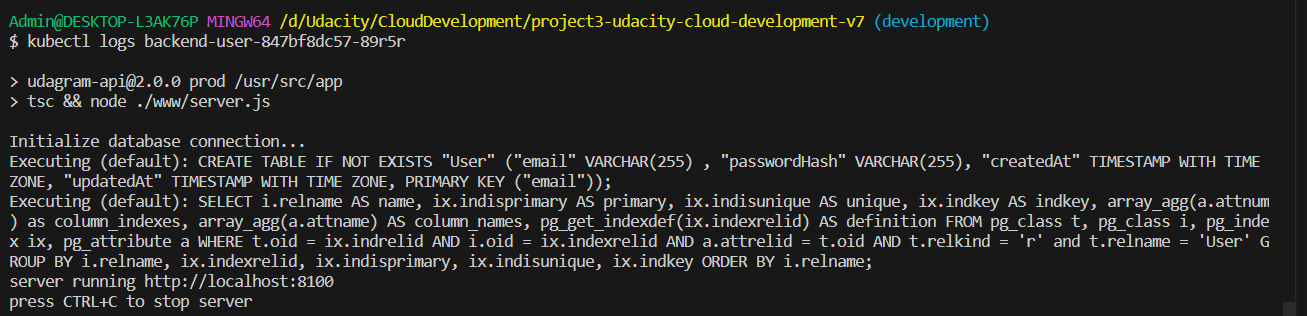 Admin@DESKTOP-L3AK76P MINGW64 /d/Udacity/CloudDevelopment/project3-udacity-cloud-development-v7 (development)
$ kubectl logs backend-user-847bf8dc57-89r5r
> udagram-api@2.0.0 prod /usr/src/app
> tsc && node ./www/server.js
Initialize database connection...
Executing (default): CREATE TABLE IF NOT EXISTS "User" ("email" VARCHAR(255) , "passwordHash" VARCHAR(255), "createdAt" TIMESTAMP WITH TIME
ZONE, "updatedAt" TIMESTAMP WITH TIME ZONE, PRIMARY KEY ("email"));
Executing (default): SELECT i.relname AS name, ix.indisprimary AS primary, ix.indisunique AS unique, ix.indkey AS indkey, array_agg(a.attnum
) as column_indexes, array_agg(a.attname) AS column_names, pg_get_indexdef(ix.indexrelid) AS definition FROM pg_class t, pg_class i, pg_inde
x ix, pg_attribute a WHERE t.oid = ix.indrelid AND i.oid = ix.indexrelid AND a.attrelid = t.oid AND t.relkind = 'r' and t.relname = 'User' G
ROUP BY i.relname, ix.indexrelid, ix.indisprimary, ix.indisunique, ix.indkey ORDER BY i.relname;
server running http://localhost:8100
press CTRL+C to stop server